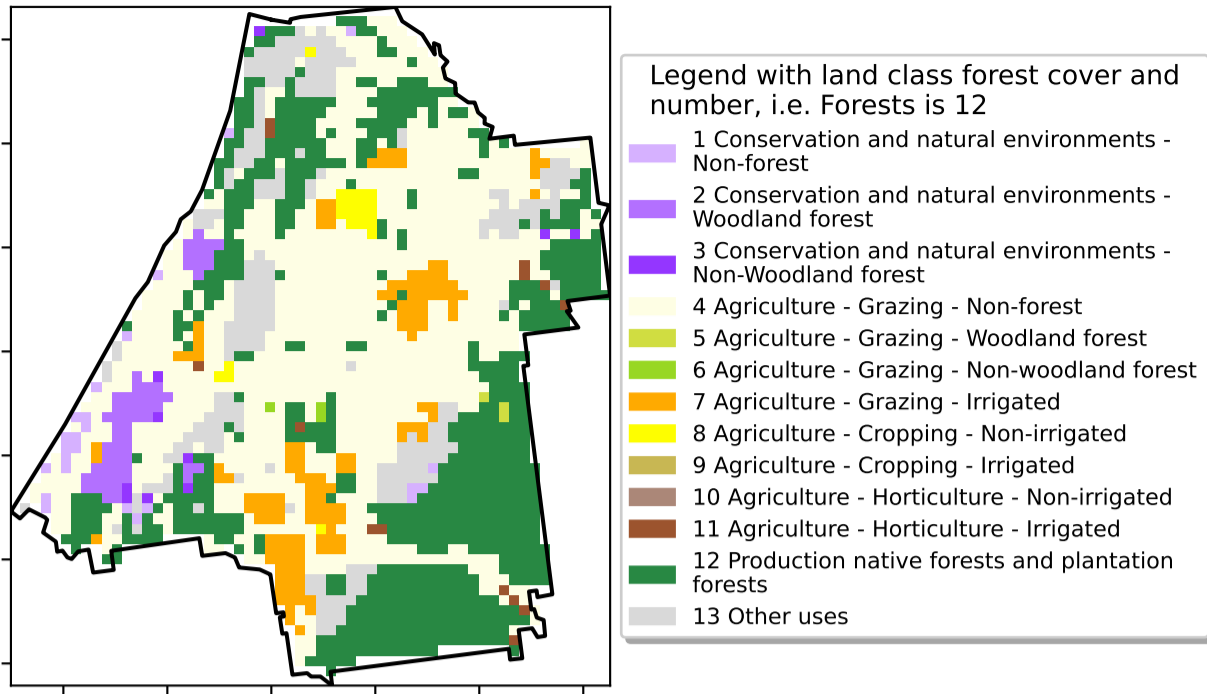 Legend with land class forest cover and
number, i.e. Forests is 12
1 Conservation and natural environments -
Non-forest
2 Conservation and natural environments -
Woodland forest
3 Conservation and natural environments -
Non-Woodland forest
4 Agriculture - Grazing - Non-forest
5 Agriculture - Grazing - Woodland forest
6 Agriculture - Grazing - Non-woodland forest
7 Agriculture - Grazing - Irrigated
8 Agriculture - Cropping - Non-irrigated
9 Agriculture - Cropping - Irrigated
10 Agriculture - Horticulture - Non-irrigated
11 Agriculture - Horticulture - Irrigated
12 Production native forests and plantation
forests
13 Other uses